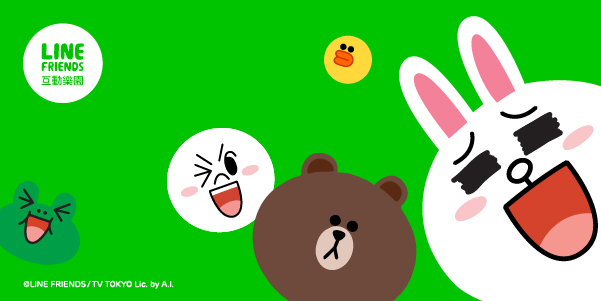 LINE
FRIENDS
互動樂園
©LINE FRIENDS / TV TOKYO Lic. by A.I.